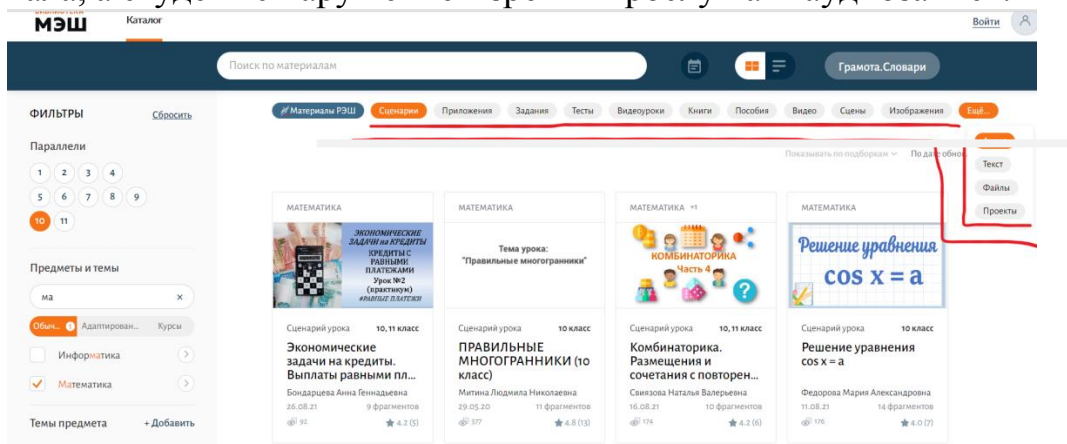 МЭШ
Каталог
Войти
Поиск по материалам
Грамота.Словари
ФИЛЬТРЫ
Сбросить
Материалы РЭШ
Сценарии
Приложения
Задания
Тесты
Видеоуроки
Книги
Пособия
Видео
Сцены
Изображения
Ещё...
Параллели
Показывать по подборкам
По дате обнов
Текст
Файлы
Проекты
1 2 3 4
5 6 7 8 9
10 11
Предметы и темы
ма
Обыч... Адаптирован... Курсы
Информатика
Математика
Темы предмета
+ Добавить
МАТЕМАТИКА
ЭКОНОМИЧЕСКИЕ
ЗАДАЧИ на КРЕДИТЫ
КРЕДИТЫ С
РАВНЫМИ
ПЛАТЕЖАМИ
Урок №2
(практикум)
#РАВНЫЕ ПЛАТЕЖИ
Сценарий урока 10, 11 класс
Экономические
задачи на кредиты.
Выплаты равными пл...
Бондарцева Анна Геннадьевна
26.08.21 9 фрагментов
92 4.2 (5)
МАТЕМАТИКА
Тема урока:
"Правильные многогранники"
Сценарий урока 10 класс
ПРАВИЛЬНЫЕ
МНОГОГРАННИКИ (10
класс)
Митина Людмила Николаевна
29.05.20 11 фрагментов
377 4.8 (13)
МАТЕМАТИКА +1
КОМБИНАТОРИКА
Часть 4
Сценарий урока 10, 11 класс
Комбинаторика.
Размещения и
сочетания с повторен...
Свиязова Наталья Валерьевна
16.08.21 10 фрагментов
174 4.2 (6)
МАТЕМАТИКА
Решение уравнения
cos x = a
Сценарий урока 10 класс
Решение уравнения
cos x = a
Федорова Мария Александровна
11.08.21 14 фрагментов
176 4.0 (7)